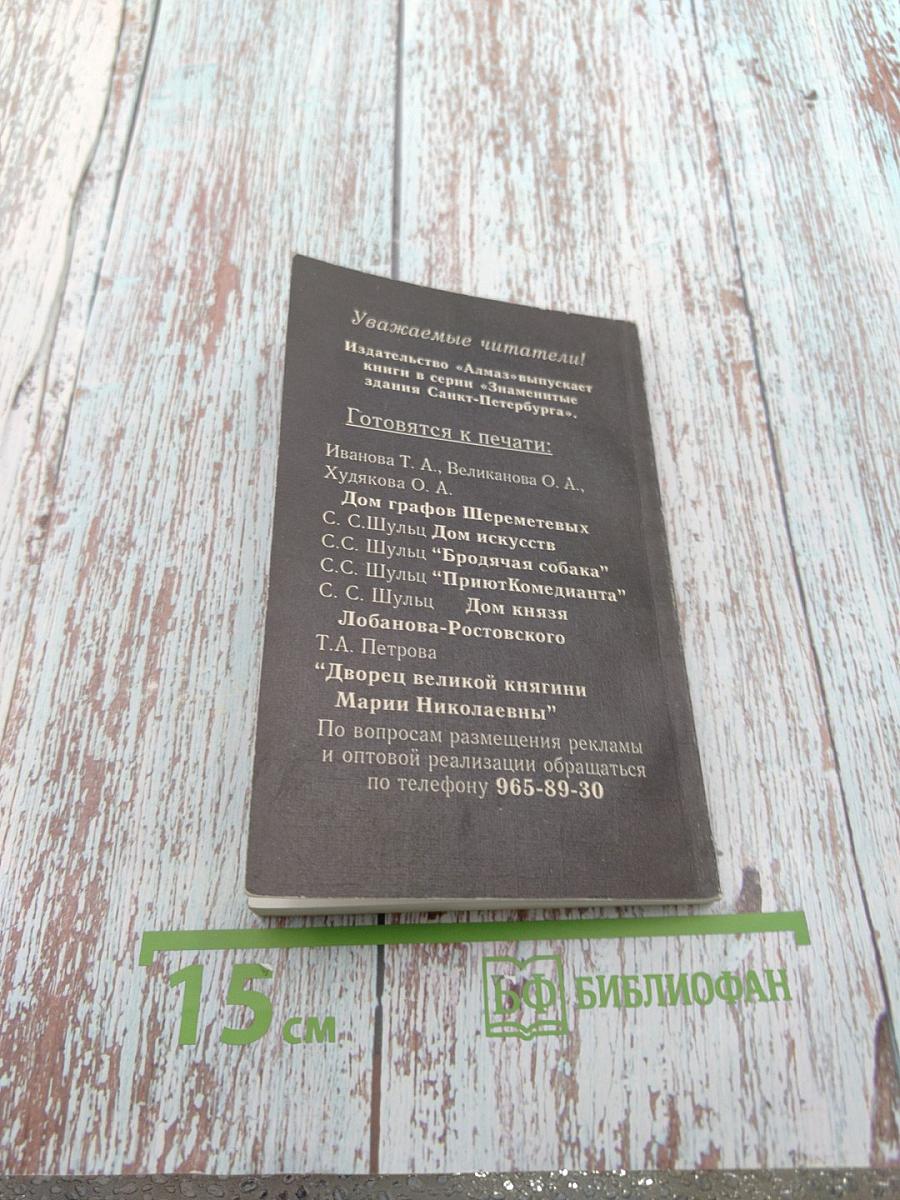 Уважаемые читатели!
Издательство «Алмаз»выпускает
книги в серии «Знаменитые
здания Санкт-Петербурга».
Готовятся к печати:
Иванова Т. А., Великанова О. А.,
Худякова О. А.
Дом графов Шереметевых
С. С.Шульц Дом искусств
С.С. Шульц “Бродячая собака”
С.С. Шульц “ПриютКомедианта”
С. С. Шульц Дом князя
Лобанова-Ростовского
Т.А. Петрова
“Дворец великой княгини
Марии Николаевны”
По вопросам размещения рекламы
и оптовой реализации обращаться
по телефону 965-89-30
15 см
БФ БИБЛИОФАН